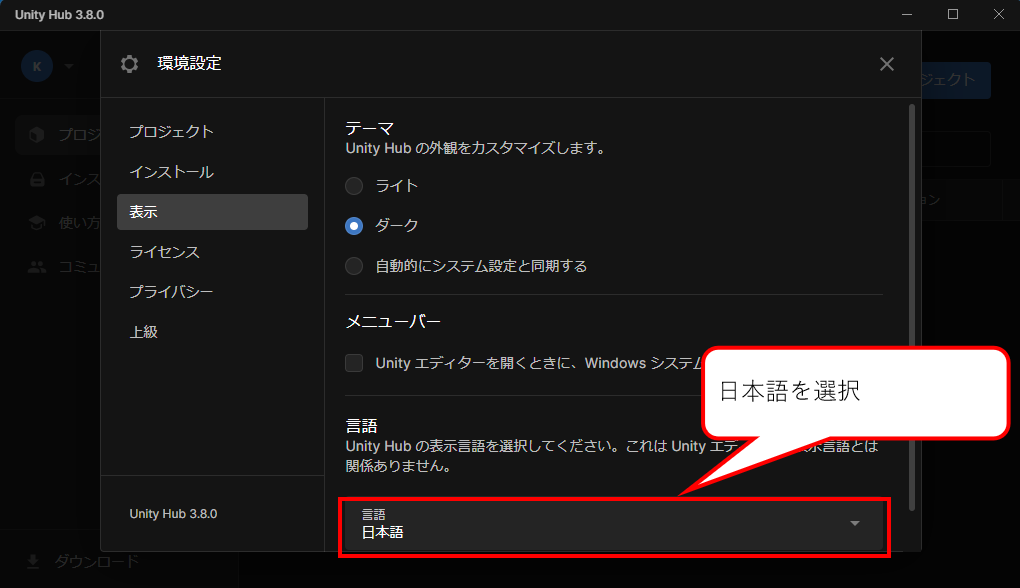 Unity Hub 3.8.0
K
環境設定
ジェクト
プロジ
インス
使い方
コミュ
ョン
プロジェクト
インストール
表示
ライセンス
プライバシー
上級
Unity Hub 3.8.0
テーマ
Unity Hub の外観をカスタマイズします。
ライト
ダーク
自動的にシステム設定と同期する
メニューバー
Unity エディターを開くときに、Windows システム
日本語を選択
言語
Unity Hub の表示言語を選択してください。これは Unity エデ 示言語とは
関係ありません。
言語
日本語
ダウンロード